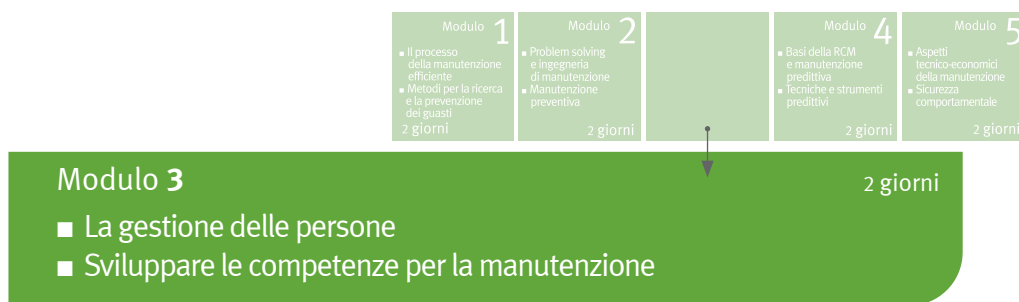 Modulo 1
■ Il processo
della manutenzione
efficiente
■ Metodi per la ricerca
e la prevenzione
dei guasti
2 giorni
Modulo 2
■ Problem solving
e ingegneria
di manutenzione
■ Manutenzione
preventiva
2 giorni
Modulo 4
■ Basi della RCM
e manutenzione
predittiva
■ Tecniche e strumenti
predittivi
2 giorni
Modulo 5
■ Aspetti
tecnico-economici
della manutenzione
■ Sicurezza
comportamentale
2 giorni
Modulo 3
2 giorni
■ La gestione delle persone
■ Sviluppare le competenze per la manutenzione